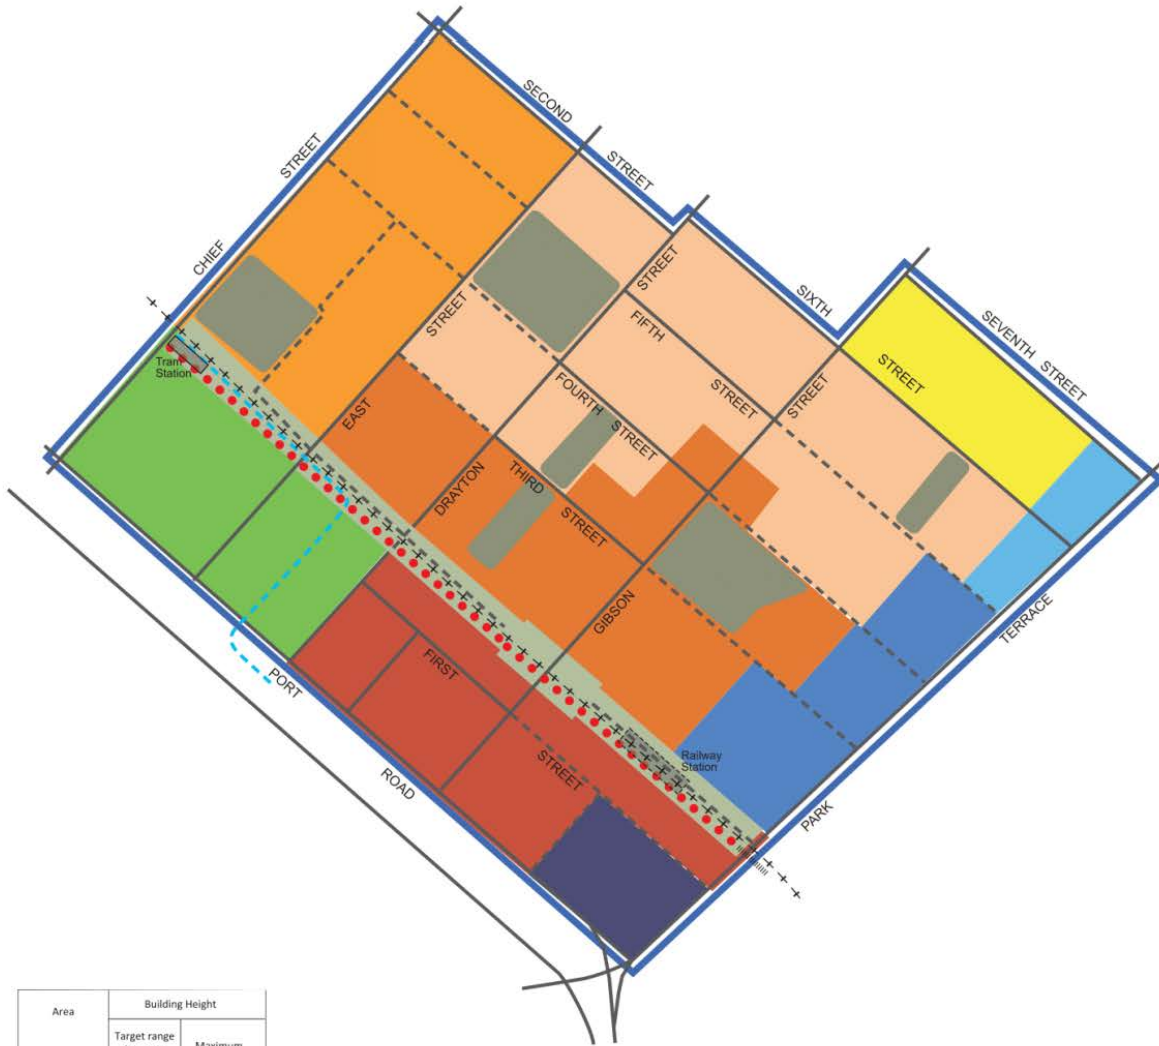 SECOND
STREET
STREET
CHIEF
STREET
SIXTH
SEVENTH STREET
STREET
FIFTH
STREET
STREET
STREET
Tram
Station
EAST
FOURTH
STREET
DRAYTON
THIRD
STREET
GIBSON
TERRACE
PORT
FIRST
STREET
Railway
Station
ROAD
PARK
Area
Building Height
Target range
Maximum